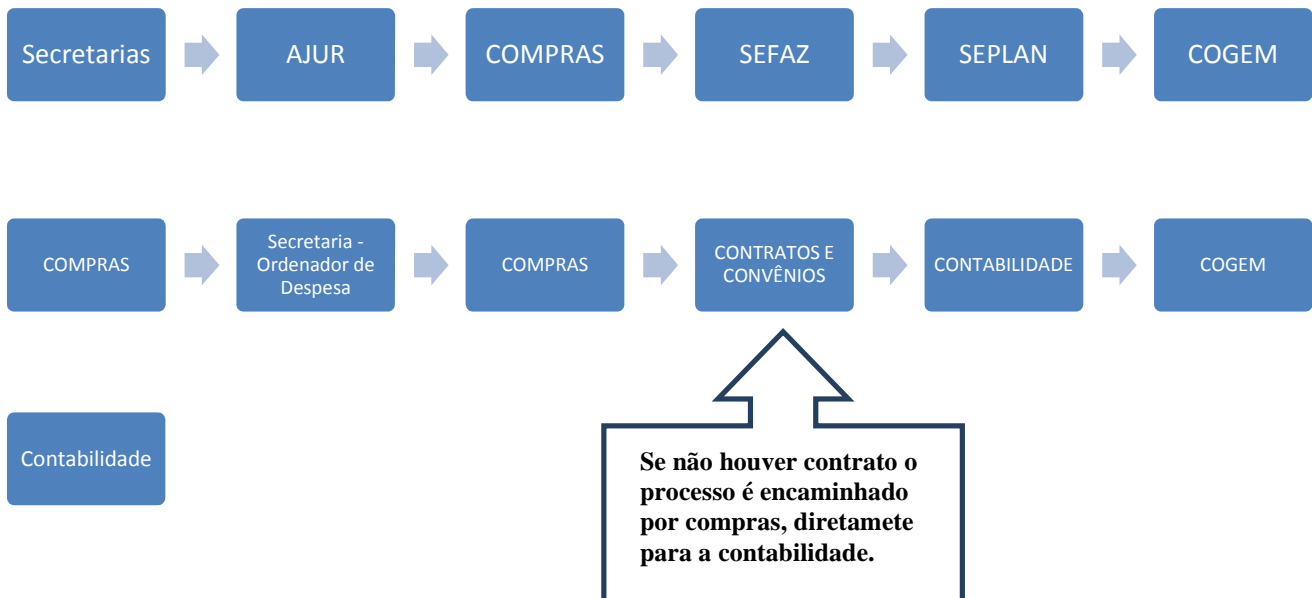 Secretarias
AJUR
COMPRAS
SEFAZ
SEPLAN
COGEM
COMPRAS
Secretaria -
Ordenador de
Despesa
COMPRAS
CONTRATOS E
CONVÊNIOS
CONTABILIDADE
COGEM
Contabilidade
Se não houver contrato o
processo é encaminhado
por compras, diretamete
para a contabilidade.